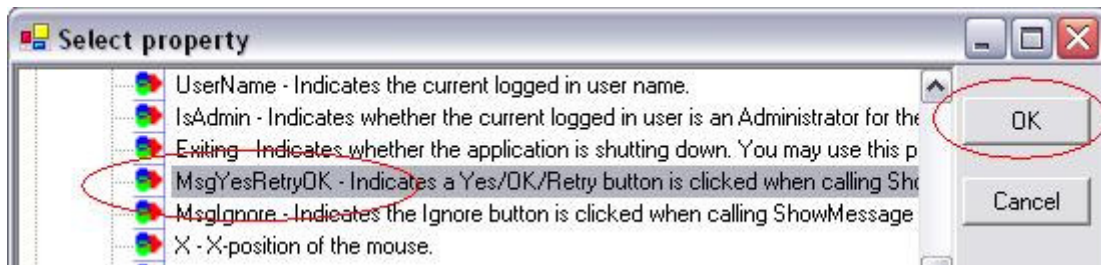 Select property
UserName - Indicates the current logged in user name.
IsAdmin - Indicates whether the current logged in user is an Administrator for the
Exiting - Indicates whether the application is shutting down. You may use this p
MsgYesRetryOK - Indicates a Yes/OK/Retry button is clicked when calling Sho
MsgIgnore - Indicates the Ignore button is clicked when calling ShowMessage
X - X-position of the mouse.
OK
Cancel